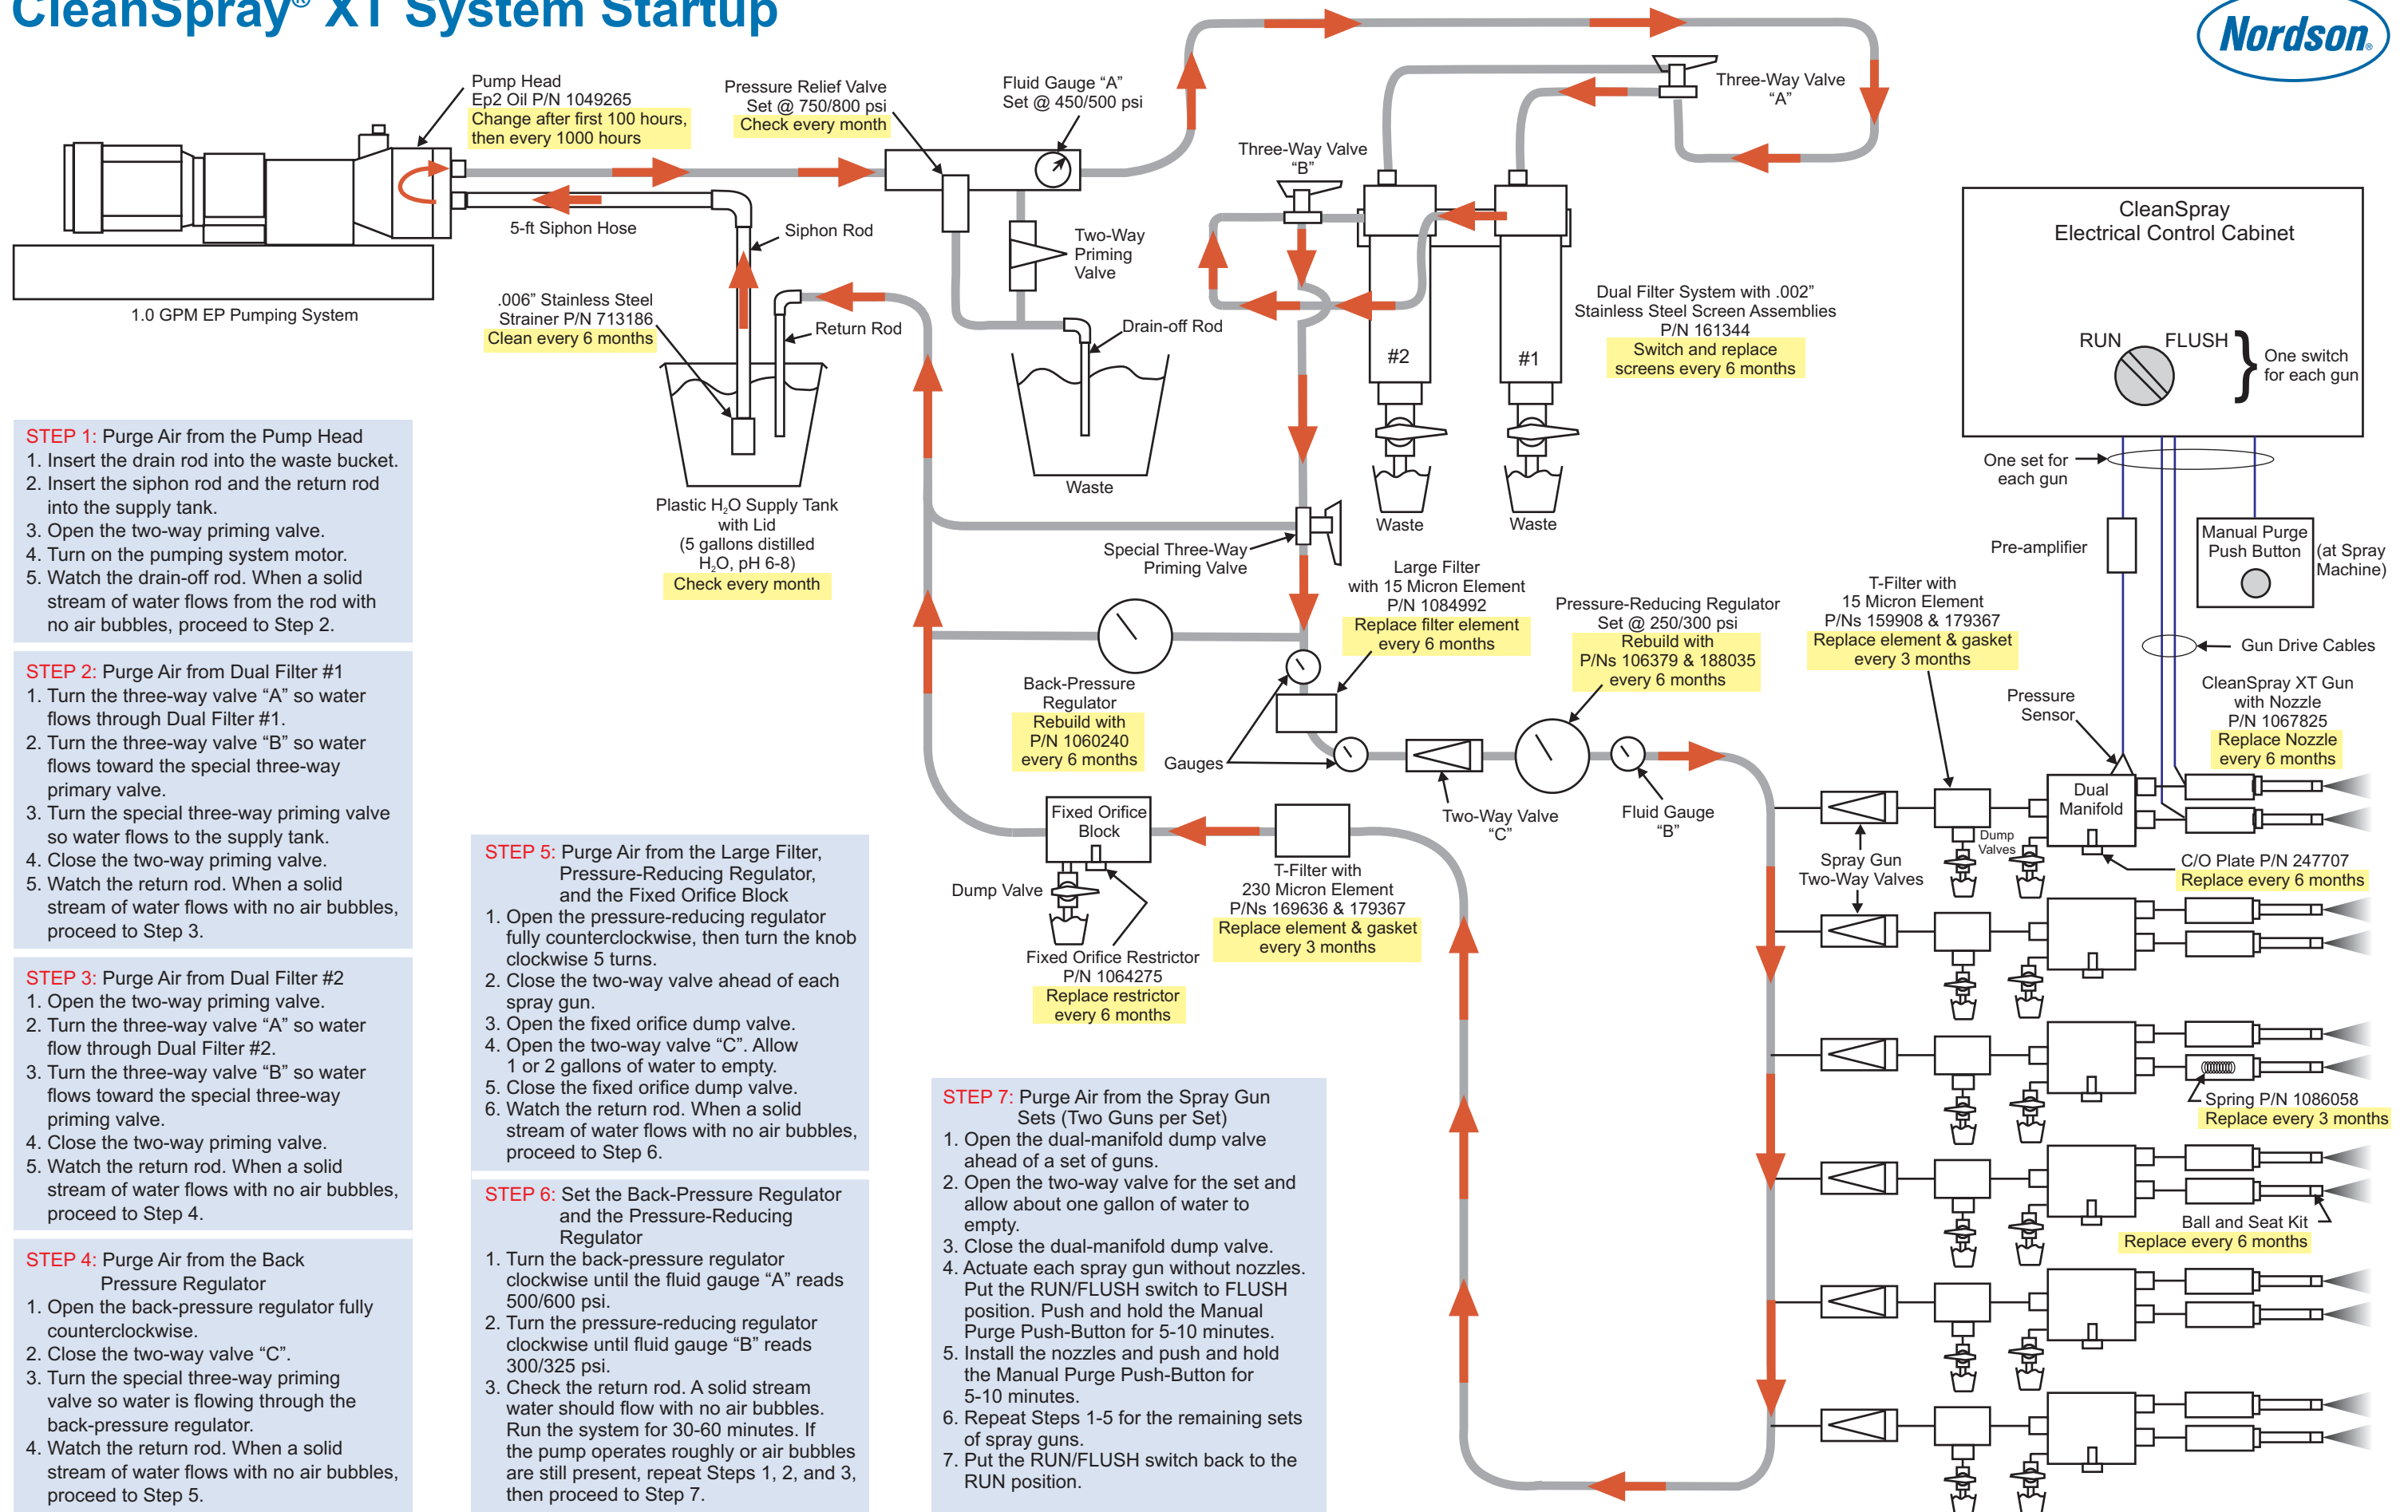 CleanSpray® XT System Startup
Nordson®
Pump Head
Ep2 Oil P/N 1049265
Change after first 100 hours,
then every 1000 hours
Pressure Relief Valve
Set @ 750/800 psi
Check every month
Fluid Gauge “A”
Set @ 450/500 psi
Three-Way Valve
“A”
Three-Way Valve
“B”
5-ft Siphon Hose
Siphon Rod
Two-Way
Priming
Valve
1.0 GPM EP Pumping System
.006” Stainless Steel
Strainer P/N 713186
Clean every 6 months
Return Rod
Drain-off Rod
Dual Filter System with .002”
Stainless Steel Screen Assemblies
P/N 161344
Switch and replace
screens every 6 months
#2
#1
CleanSpray
Electrical Control Cabinet
RUN
FLUSH
}
One switch
for each gun
Waste
Waste
Waste
Plastic H₂O Supply Tank
with Lid
(5 gallons distilled
H₂O, pH 6-8)
Check every month
One set for
each gun
Pre-amplifier
Manual Purge
Push Button
(at Spray
Machine)
Special Three-Way
Priming Valve
Large Filter
with 15 Micron Element
P/N 1084992
Replace filter element
every 6 months
Pressure-Reducing Regulator
Set @ 250/300 psi
Rebuild with
P/Ns 106379 & 188035
every 6 months
T-Filter with
15 Micron Element
P/Ns 159908 & 179367
Replace element & gasket
every 3 months
Gun Drive Cables
Back-Pressure
Regulator
Rebuild with
P/N 1060240
every 6 months
Gauges
Pressure
Sensor
CleanSpray XT Gun
with Nozzle
P/N 1067825
Replace Nozzle
every 6 months
Two-Way Valve
“C”
Fluid Gauge
“B”
Dual
Manifold
Dump
Valves
Spray Gun
Two-Way Valves
C/O Plate P/N 247707
Replace every 6 months
Fixed Orifice
Block
Dump Valve
T-Filter with
230 Micron Element
P/Ns 169636 & 179367
Replace element & gasket
every 3 months
Fixed Orifice Restrictor
P/N 1064275
Replace restrictor
every 6 months
Spring P/N 1086058
Replace every 3 months
Ball and Seat Kit
Replace every 6 months
STEP 1: Purge Air from the Pump Head
1. Insert the drain rod into the waste bucket.
2. Insert the siphon rod and the return rod
into the supply tank.
3. Open the two-way priming valve.
4. Turn on the pumping system motor.
5. Watch the drain-off rod. When a solid
stream of water flows from the rod with
no air bubbles, proceed to Step 2.
STEP 2: Purge Air from Dual Filter #1
1. Turn the three-way valve “A” so water
flows through Dual Filter #1.
2. Turn the three-way valve “B” so water
flows toward the special three-way
primary valve.
3. Turn the special three-way priming valve
so water flows to the supply tank.
4. Close the two-way priming valve.
5. Watch the return rod. When a solid
stream of water flows with no air bubbles,
proceed to Step 3.
STEP 3: Purge Air from Dual Filter #2
1. Open the two-way priming valve.
2. Turn the three-way valve “A” so water
flow through Dual Filter #2.
3. Turn the three-way valve “B” so water
flows toward the special three-way
priming valve.
4. Close the two-way priming valve.
5. Watch the return rod. When a solid
stream of water flows with no air bubbles,
proceed to Step 4.
STEP 4: Purge Air from the Back
Pressure Regulator
1. Open the back-pressure regulator fully
counterclockwise.
2. Close the two-way valve “C”.
3. Turn the special three-way priming
valve so water is flowing through the
back-pressure regulator.
4. Watch the return rod. When a solid
stream of water flows with no air bubbles,
proceed to Step 5.
STEP 5: Purge Air from the Large Filter,
Pressure-Reducing Regulator,
and the Fixed Orifice Block
1. Open the pressure-reducing regulator
fully counterclockwise, then turn the knob
clockwise 5 turns.
2. Close the two-way valve ahead of each
spray gun.
3. Open the fixed orifice dump valve.
4. Open the two-way valve “C”. Allow
1 or 2 gallons of water to empty.
5. Close the fixed orifice dump valve.
6. Watch the return rod. When a solid
stream of water flows with no air bubbles,
proceed to Step 6.
STEP 6: Set the Back-Pressure Regulator
and the Pressure-Reducing
Regulator
1. Turn the back-pressure regulator
clockwise until the fluid gauge “A” reads
500/600 psi.
2. Turn the pressure-reducing regulator
clockwise until fluid gauge “B” reads
300/325 psi.
3. Check the return rod. A solid stream
water should flow with no air bubbles.
Run the system for 30-60 minutes. If
the pump operates roughly or air bubbles
are still present, repeat Steps 1, 2, and 3,
then proceed to Step 7.
STEP 7: Purge Air from the Spray Gun
Sets (Two Guns per Set)
1. Open the dual-manifold dump valve
ahead of a set of guns.
2. Open the two-way valve for the set and
allow about one gallon of water to
empty.
3. Close the dual-manifold dump valve.
4. Actuate each spray gun without nozzles.
Put the RUN/FLUSH switch to FLUSH
position. Push and hold the Manual
Purge Push-Button for 5-10 minutes.
5. Install the nozzles and push and hold
the Manual Purge Push-Button for
5-10 minutes.
6. Repeat Steps 1-5 for the remaining sets
of spray guns.
7. Put the RUN/FLUSH switch back to the
RUN position.